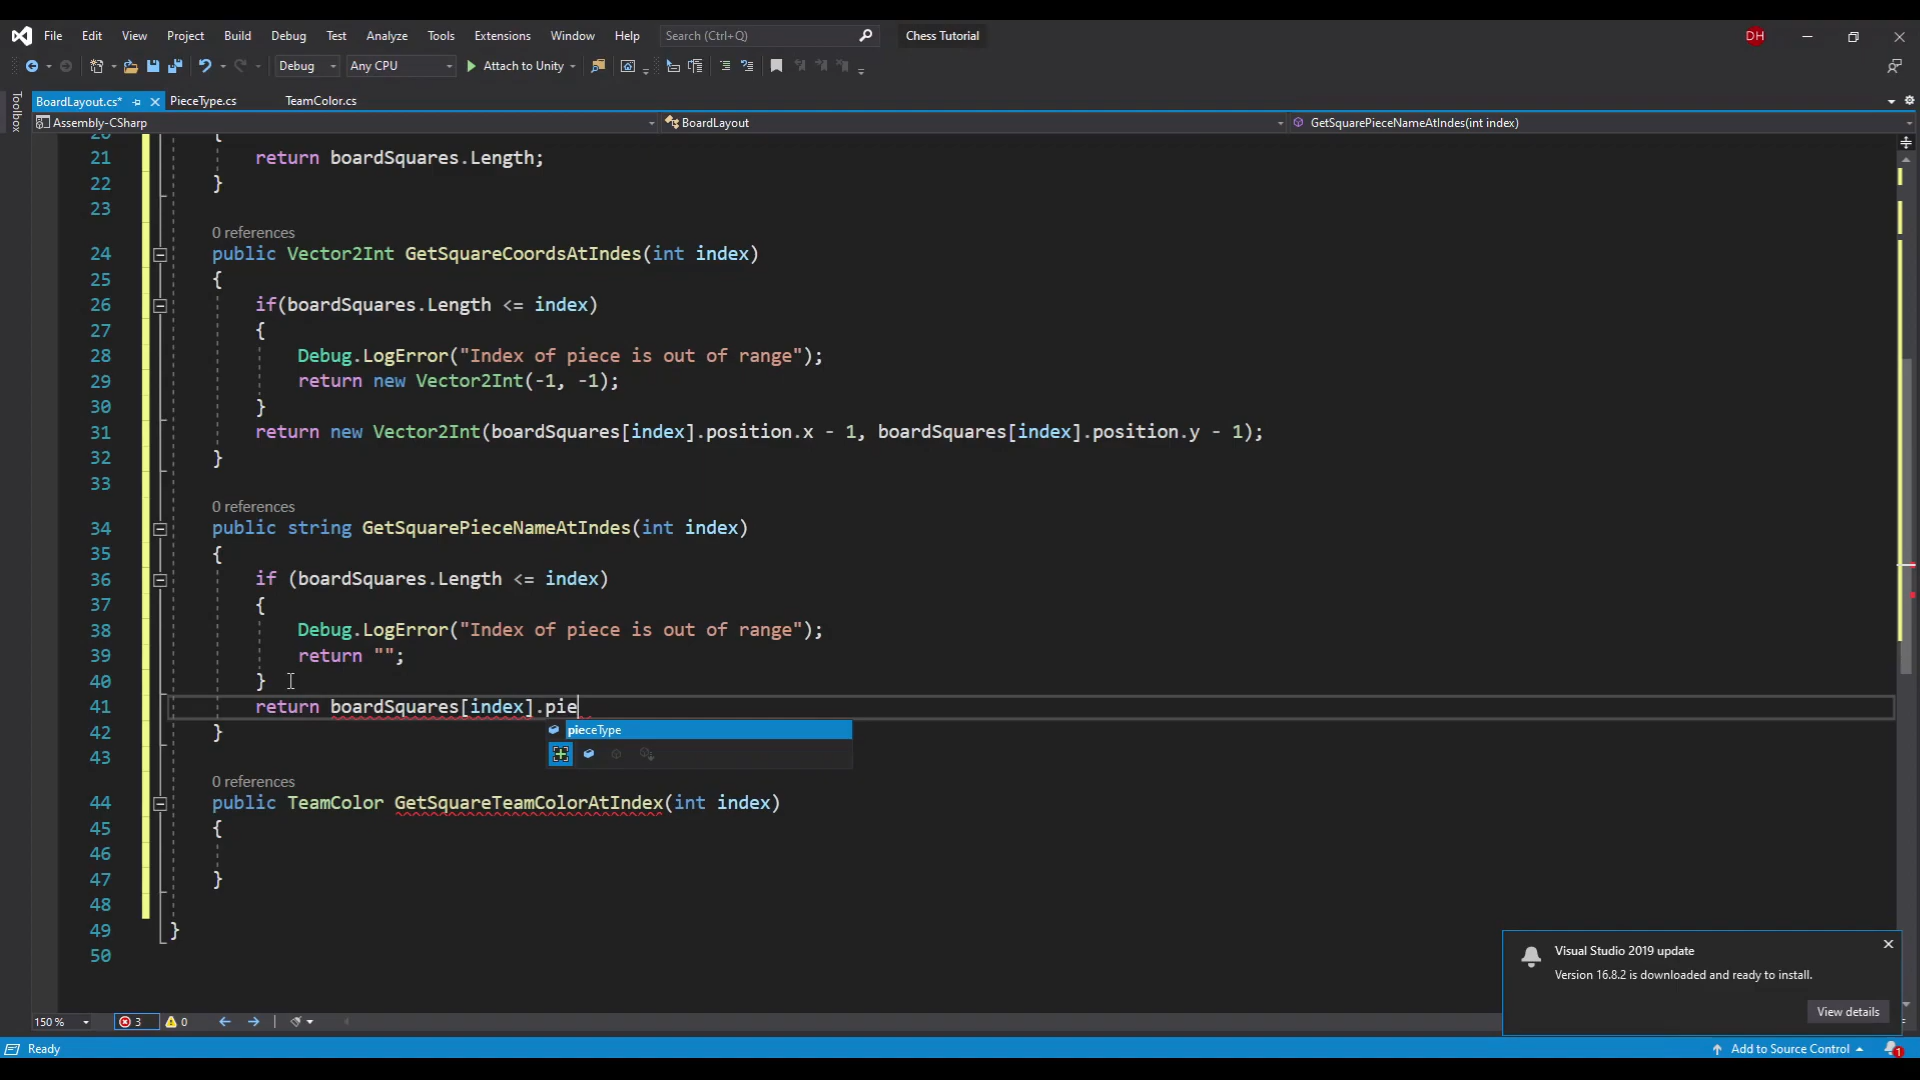 File Edit View Project Build Debug Test Analyze Tools Extensions Window Help Search (Ctrl+Q) Chess Tutorial DH
Debug Any CPU Attach to Unity
Toolbox
BoardLayout.cs* PieceType.cs TeamColor.cs
Assembly-CSharp BoardLayout GetSquarePieceNameAtIndes(int index)
20 {
21 return boardSquares.Length;
22 }
23
0 references
24 public Vector2Int GetSquareCoordsAtIndes(int index)
25 {
26 if(boardSquares.Length <= index)
27 {
28 Debug.LogError("Index of piece is out of range");
29 return new Vector2Int(-1, -1);
30 }
31 return new Vector2Int(boardSquares[index].position.x - 1, boardSquares[index].position.y - 1);
32 }
33
0 references
34 public string GetSquarePieceNameAtIndes(int index)
35 {
36 if (boardSquares.Length <= index)
37 {
38 Debug.LogError("Index of piece is out of range");
39 return "";
40 }
41 return boardSquares[index].pie
pieceType
42 }
43
0 references
44 public TeamColor GetSquareTeamColorAtIndex(int index)
45 {
46
47 }
48
49 }
50
Visual Studio 2019 update
Version 16.8.2 is downloaded and ready to install.
View details
150 % 3 0
Ready Add to Source Control 1